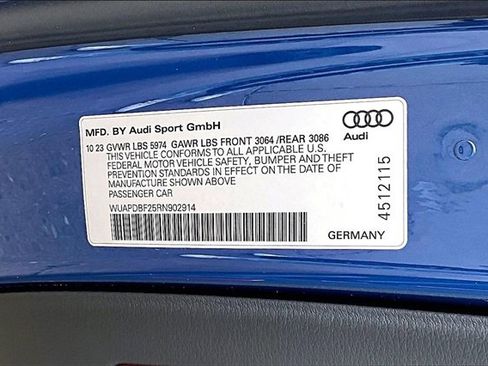 MFD. BY Audi Sport GmbH
Audi
10 23 GVWR LBS 5974 GAWR LBS FRONT 3064 /REAR 3086
THIS VEHICLE CONFORMS TO ALL APPLICABLE U.S.
FEDERAL MOTOR VEHICLE SAFETY, BUMPER AND THEFT
PREVENTION STANDARDS IN EFFECT ON THE DATE OF
MANUFACTURE SHOWN ABOVE
PASSENGER CAR
WUAPDBF25RN902914
4512115
GERMANY